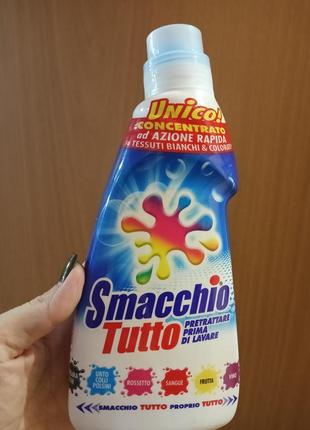 UNICO!
CONCENTRATO
ad AZIONE RAPIDA
TESSUTI BIANCHI & COLORATI
Smacchio
Tutto
PRETRATTARE
PRIMA
DI LAVARE
UNTO
COLLI
POLSINI
ROSSETTO
SANGUE
FRUTTA
VINO
SMACCHIO TUTTO PROPRIO TUTTO